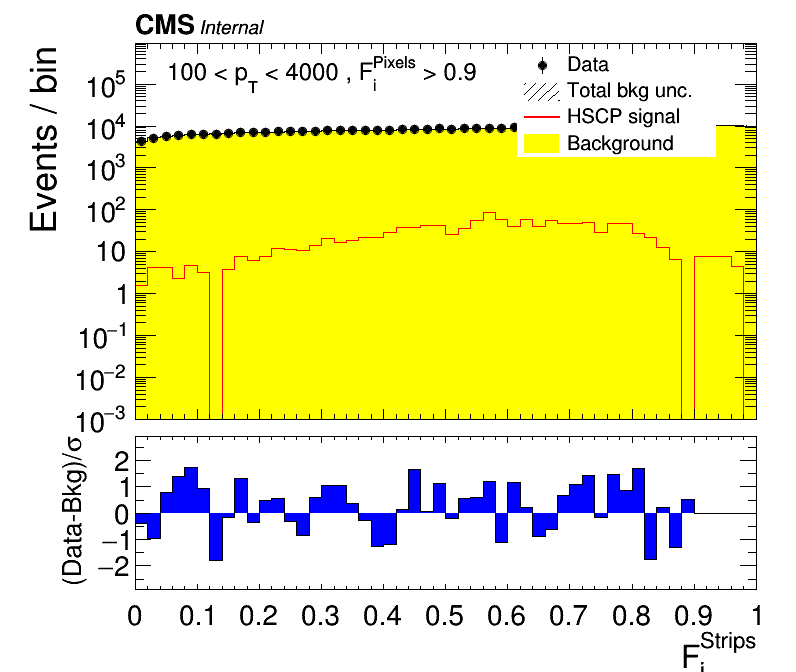 CMS Internal
100 < p_T < 4000 , F_i^Pixels > 0.9
Data
Total bkg unc.
HSCP signal
Background
Events / bin
10^5
10^4
10^3
10^2
10
1
10^−1
10^−2
10^−3
(Data-Bkg)/σ
2
1
0
−1
−2
0 0.1 0.2 0.3 0.4 0.5 0.6 0.7 0.8 0.9 1
F_i^Strips